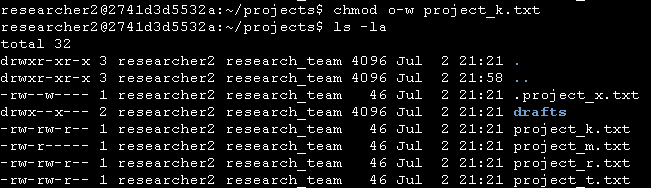 researcher2@2741d3d5532a:~/projects$ chmod o-w project_k.txt
researcher2@2741d3d5532a:~/projects$ ls -la
total 32
drwxr-xr-x 3 researcher2 research_team 4096 Jul  2 21:21 .
drwxr-xr-x 3 researcher2 research_team 4096 Jul  2 21:58 ..
-rw--w---- 1 researcher2 research_team   46 Jul  2 21:21 .project_x.txt
drwx--x--- 2 researcher2 research_team 4096 Jul  2 21:21 drafts
-rw-rw-r-- 1 researcher2 research_team   46 Jul  2 21:21 project_k.txt
-rw-r----- 1 researcher2 research_team   46 Jul  2 21:21 project_m.txt
-rw-rw-r-- 1 researcher2 research_team   46 Jul  2 21:21 project_r.txt
-rw-rw-r-- 1 researcher2 research_team   46 Jul  2 21:21 project_t.txt